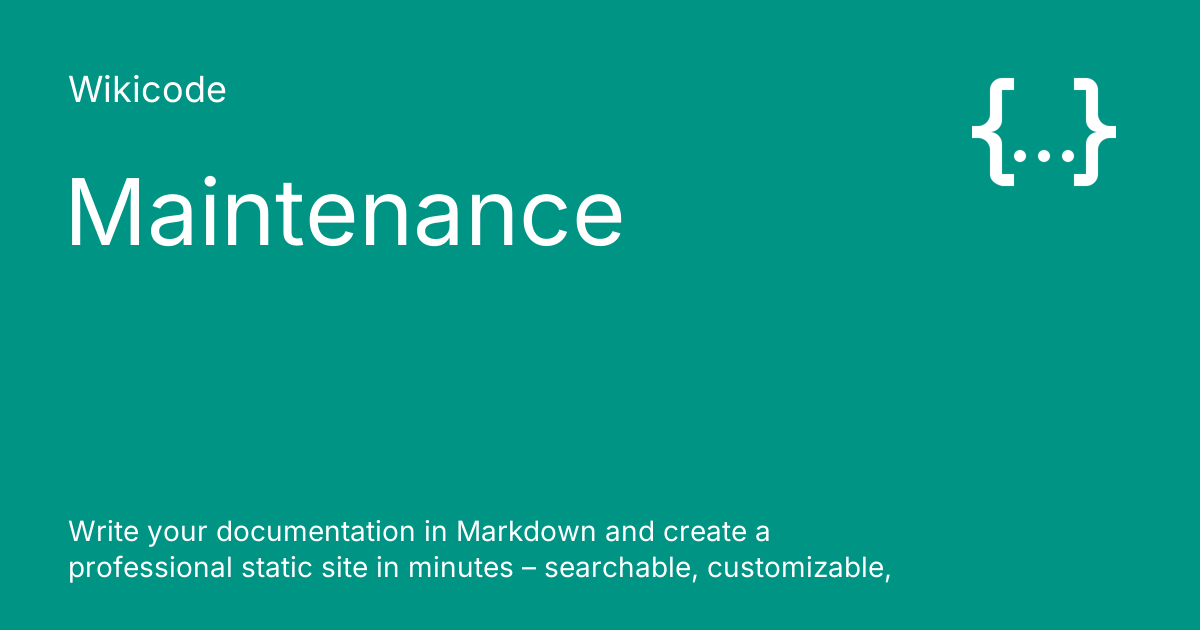 Wikicode
{...}
Maintenance
Write your documentation in Markdown and create a
professional static site in minutes – searchable, customizable,